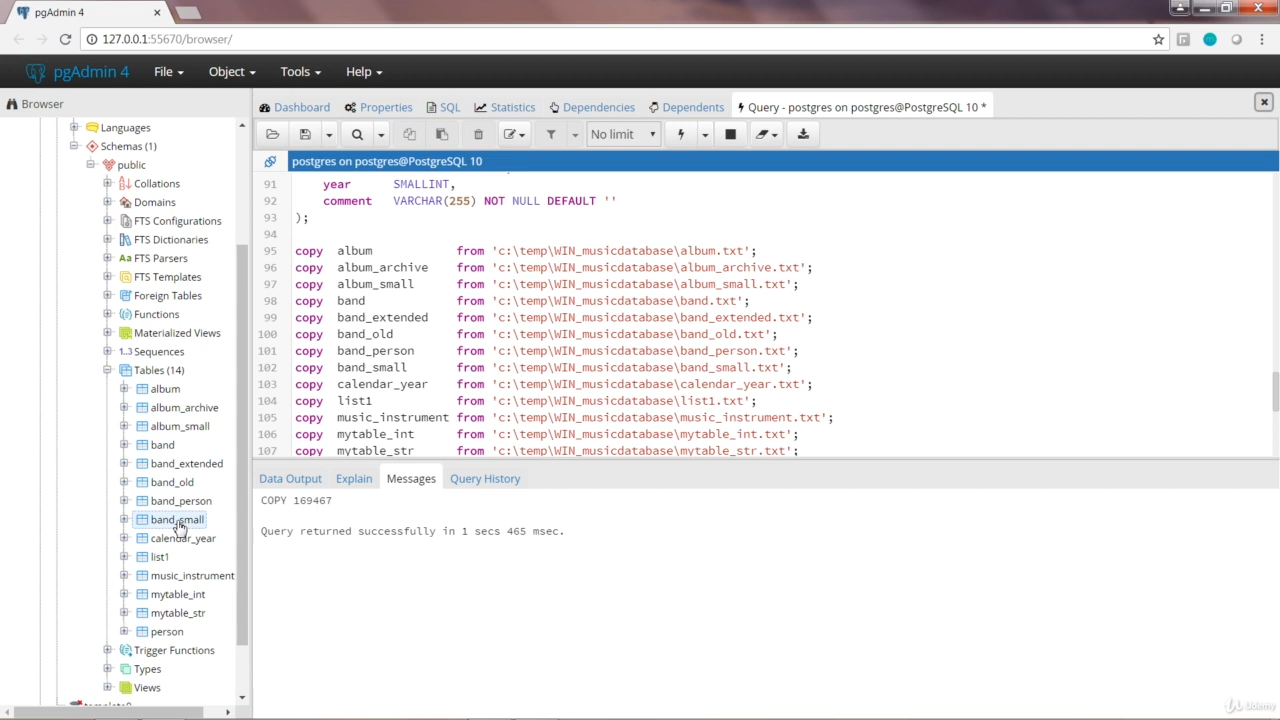 pgAdmin 4
127.0.0.1:55670/browser/
pgAdmin 4 File Object Tools Help
Browser
Dashboard Properties SQL Statistics Dependencies Dependents Query - postgres on postgres@PostgreSQL 10 *
No limit
postgres on postgres@PostgreSQL 10
Languages
Schemas (1)
public
Collations
Domains
FTS Configurations
FTS Dictionaries
FTS Parsers
FTS Templates
Foreign Tables
Functions
Materialized Views
1..3 Sequences
Tables (14)
album
album_archive
album_small
band
band_extended
band_old
band_person
band_small
calendar_year
list1
music_instrument
mytable_int
mytable_str
person
Trigger Functions
Types
Views
91 year SMALLINT,
92 comment VARCHAR(255) NOT NULL DEFAULT ''
93 );
94
95 copy album from 'c:\temp\WIN_musicdatabase\album.txt';
96 copy album_archive from 'c:\temp\WIN_musicdatabase\album_archive.txt';
97 copy album_small from 'c:\temp\WIN_musicdatabase\album_small.txt';
98 copy band from 'c:\temp\WIN_musicdatabase\band.txt';
99 copy band_extended from 'c:\temp\WIN_musicdatabase\band_extended.txt';
100 copy band_old from 'c:\temp\WIN_musicdatabase\band_old.txt';
101 copy band_person from 'c:\temp\WIN_musicdatabase\band_person.txt';
102 copy band_small from 'c:\temp\WIN_musicdatabase\band_small.txt';
103 copy calendar_year from 'c:\temp\WIN_musicdatabase\calendar_year.txt';
104 copy list1 from 'c:\temp\WIN_musicdatabase\list1.txt';
105 copy music_instrument from 'c:\temp\WIN_musicdatabase\music_instrument.txt';
106 copy mytable_int from 'c:\temp\WIN_musicdatabase\mytable_int.txt';
107 copy mytable_str from 'c:\temp\WIN_musicdatabase\mytable_str.txt';
Data Output Explain Messages Query History
COPY 169467
Query returned successfully in 1 secs 465 msec.
Udemy